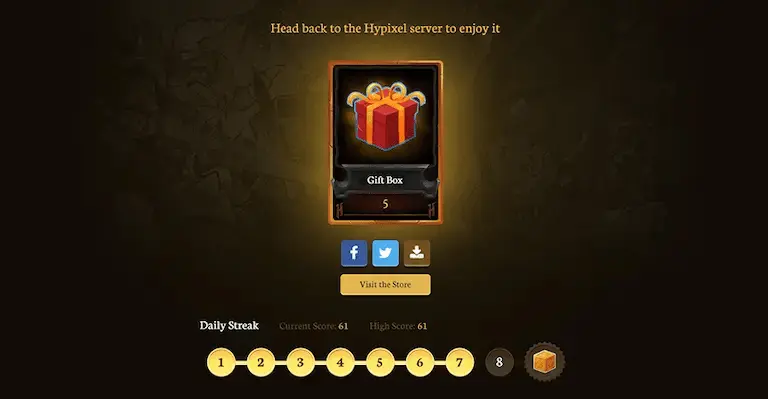 Head back to the Hypixel server to enjoy it
Gift Box
5
Visit the Store
Daily Streak Current Score: 61 High Score: 61
1 2 3 4 5 6 7 8